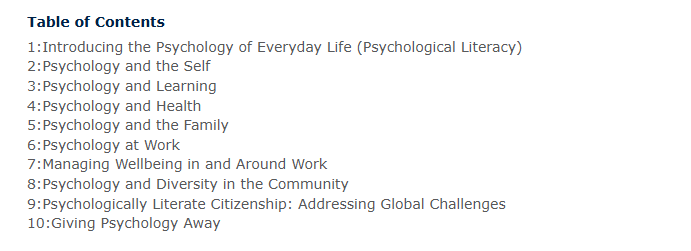 Table of Contents
1:Introducing the Psychology of Everyday Life (Psychological Literacy)
2:Psychology and the Self
3:Psychology and Learning
4:Psychology and Health
5:Psychology and the Family
6:Psychology at Work
7:Managing Wellbeing in and Around Work
8:Psychology and Diversity in the Community
9:Psychologically Literate Citizenship: Addressing Global Challenges
10:Giving Psychology Away